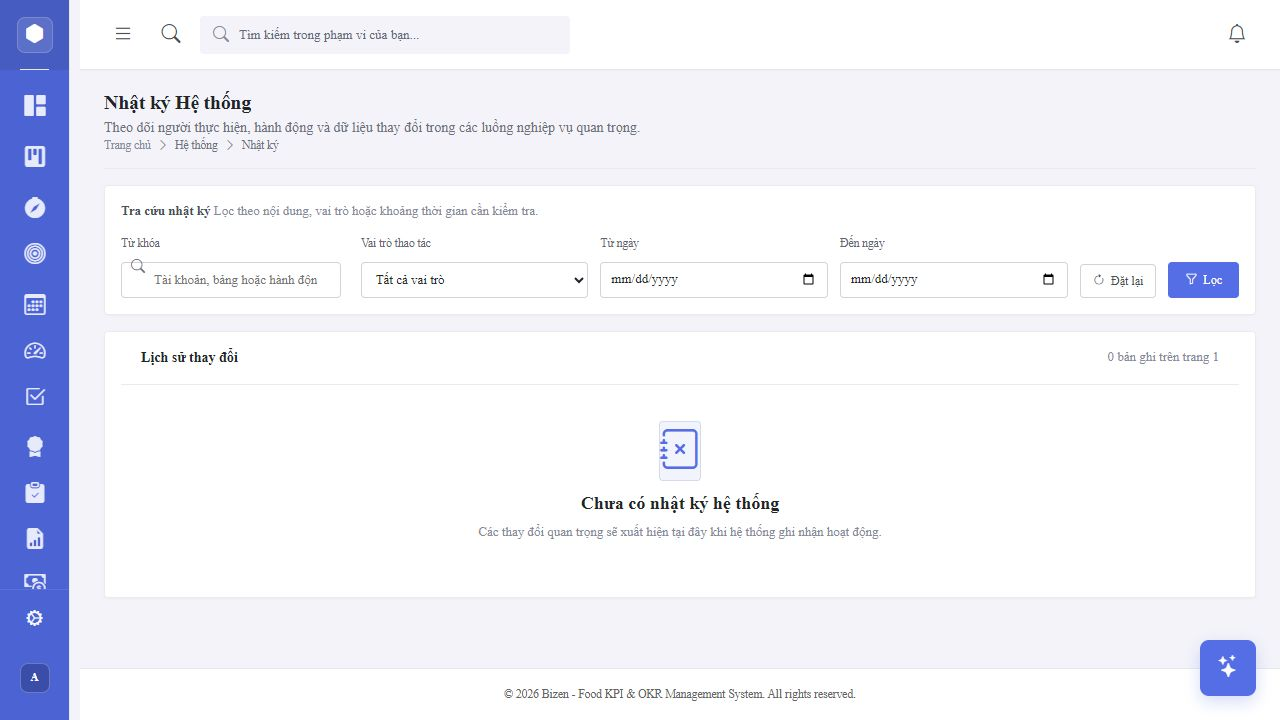 Tìm kiếm trong phạm vi của bạn...
Nhật ký Hệ thống
Theo dõi người thực hiện, hành động và dữ liệu thay đổi trong các luồng nghiệp vụ quan trọng.
Trang chủ Hệ thống Nhật ký
Tra cứu nhật ký Lọc theo nội dung, vai trò hoặc khoảng thời gian cần kiểm tra.
Từ khóa Vai trò thao tác Từ ngày Đến ngày
Tài khoản, bảng hoặc hành độn Tất cả vai trò mm/dd/yyyy mm/dd/yyyy Đặt lại Lọc
Lịch sử thay đổi 0 bản ghi trên trang 1
Chưa có nhật ký hệ thống
Các thay đổi quan trọng sẽ xuất hiện tại đây khi hệ thống ghi nhận hoạt động.
A
© 2026 Bizen - Food KPI & OKR Management System. All rights reserved.